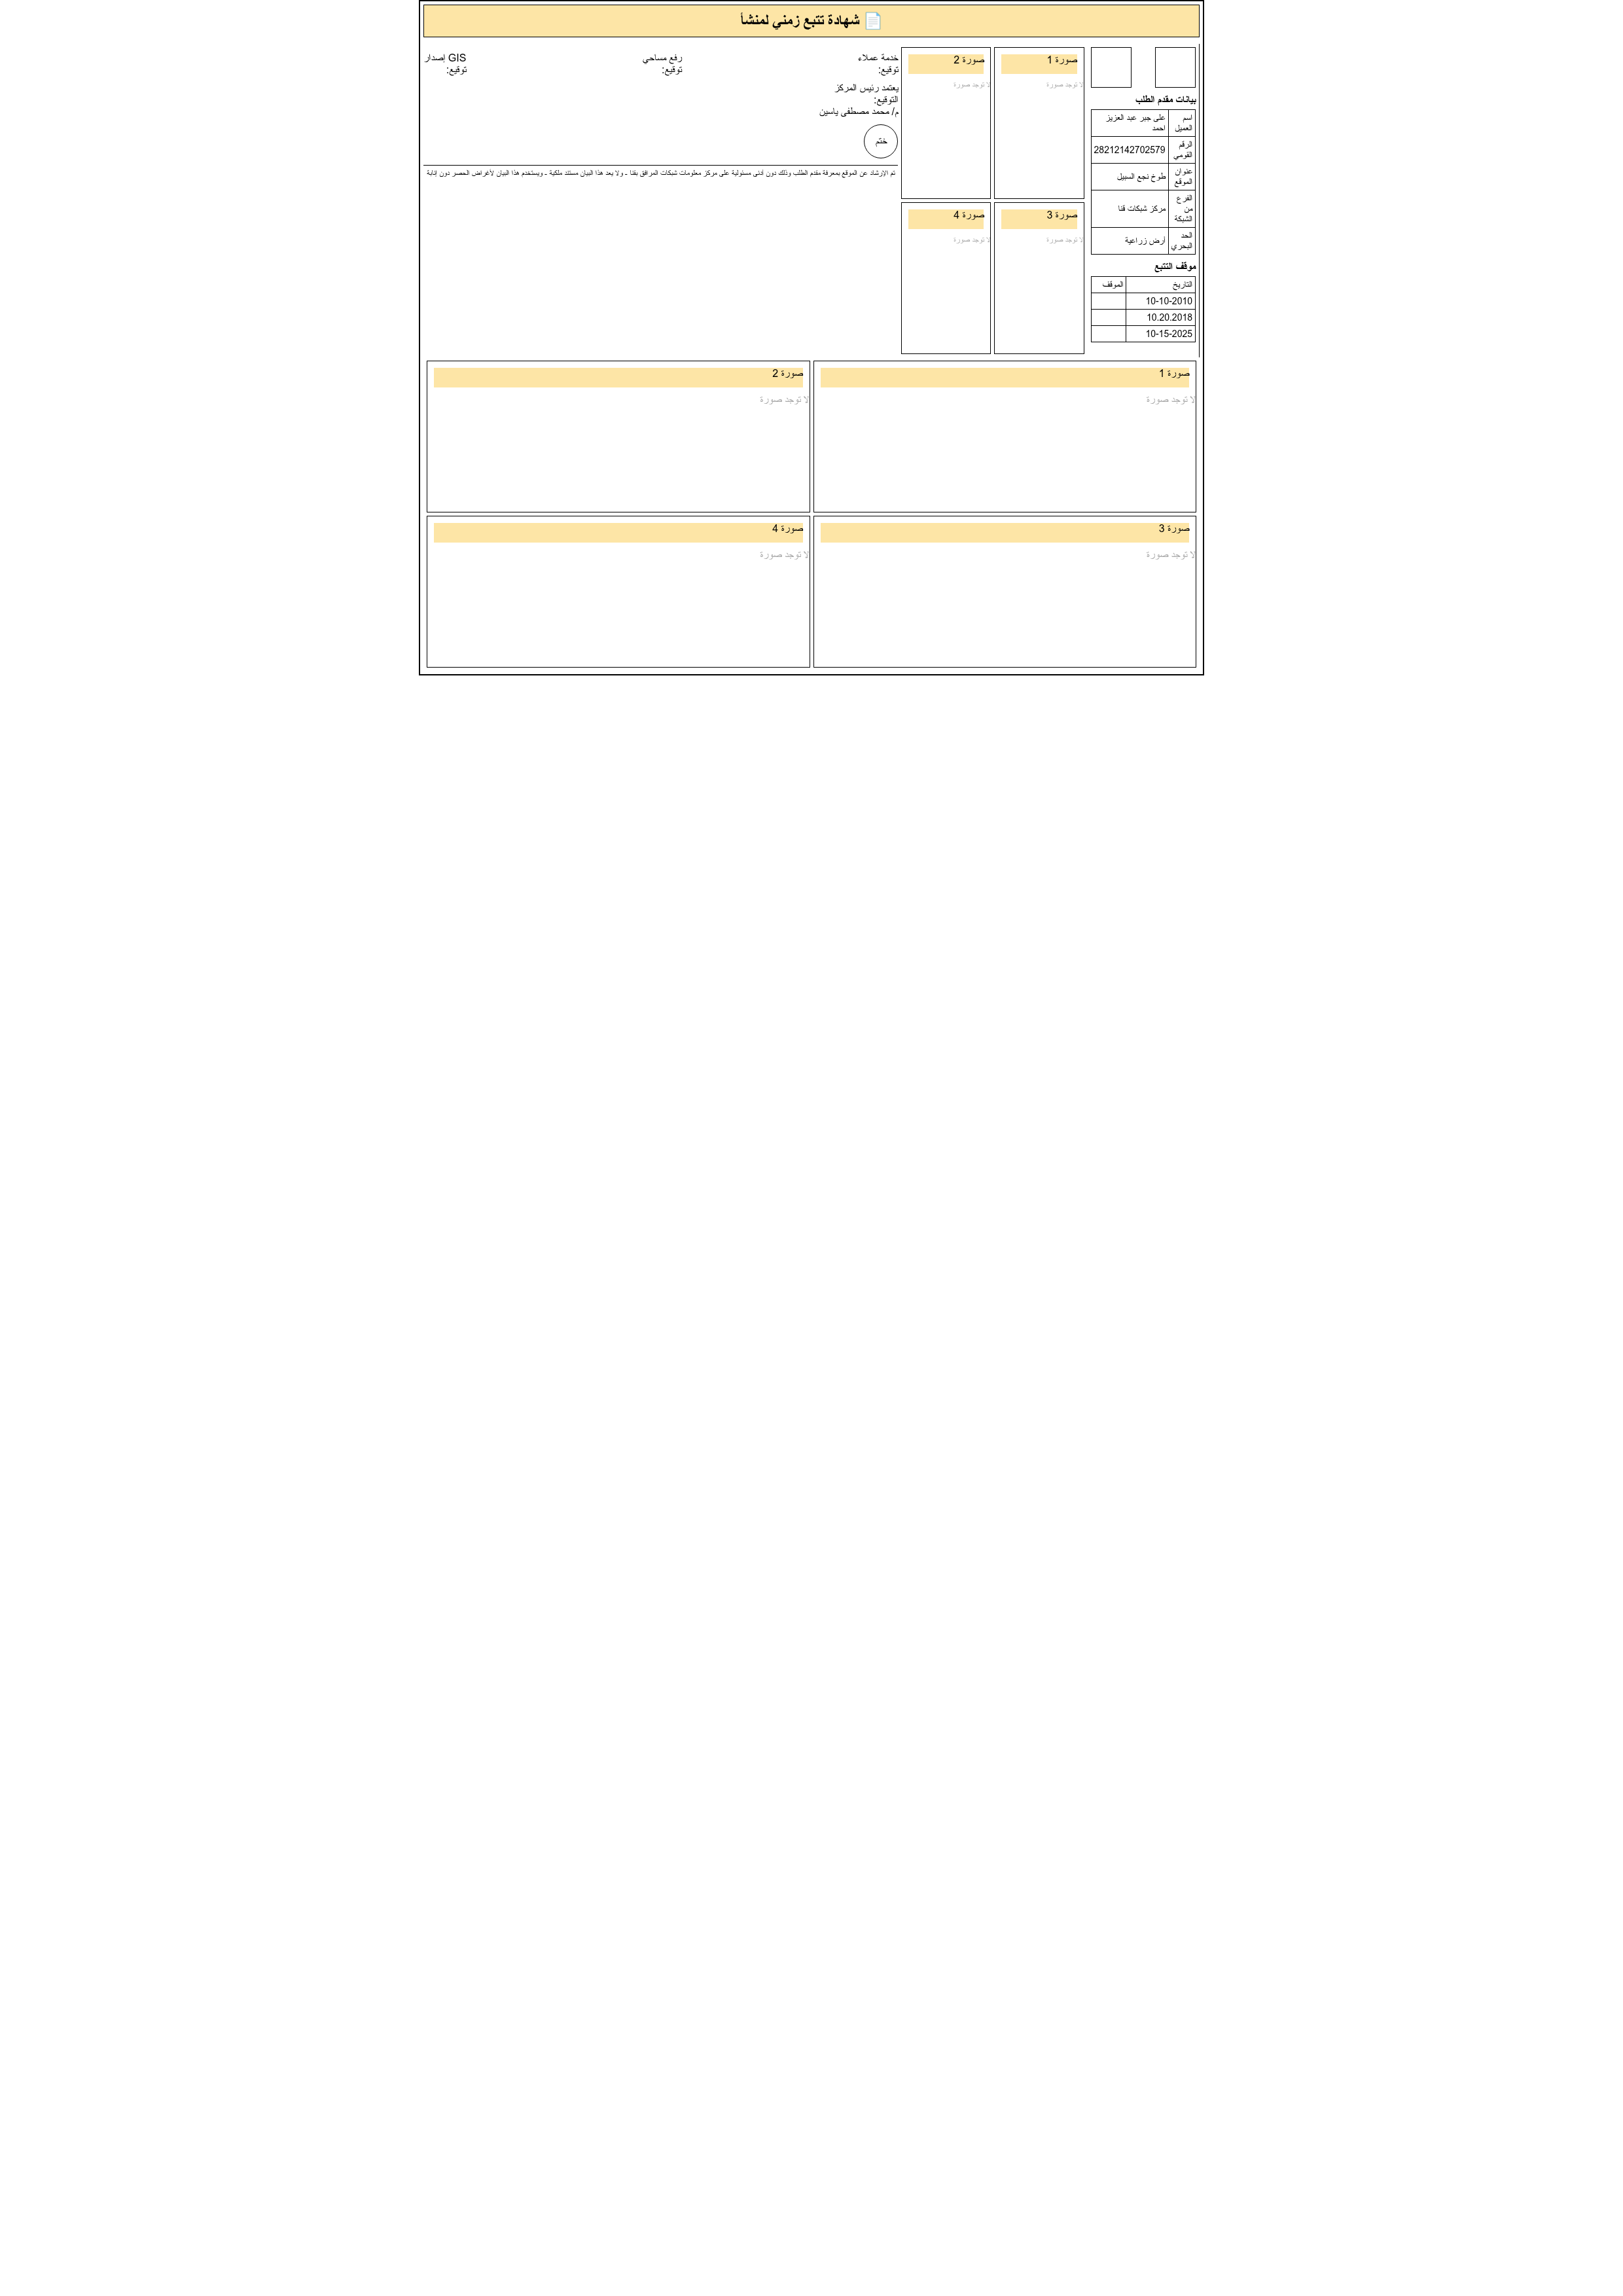 📄 شهادة تتبع زمني لمنشأ
بيانات مقدم الطلب
اسم العميل
على جبر عبد العزيز احمد
الرقم القومي
28212142702579
عنوان الموقع
طوخ نجع السبيل
الفرع من الشبكة
مركز شبكات قنا
الحد البحري
أرض زراعية
موقف التتبع
التاريخ الموقف
10-10-2010
10.20.2018
10-15-2025
صورة 1
لا توجد صورة
صورة 2
لا توجد صورة
صورة 3
لا توجد صورة
صورة 4
لا توجد صورة
خدمة عملاء
توقيع:
رفع مساحي
توقيع:
إصدار GIS
توقيع:
يعتمد رئيس المركز
التوقيع:
م/ محمد مصطفى ياسين
ختم
تم الإرشاد عن الموقع بمعرفة مقدم الطلب وذلك دون أدنى مسئولية على مركز معلومات شبكات المرافق بقنا ـ ولا يعد هذا البيان مستند ملكية ـ ويستخدم هذا البيان لأغراض الحصر دون إنابة
صورة 1
لا توجد صورة
صورة 2
لا توجد صورة
صورة 3
لا توجد صورة
صورة 4
لا توجد صورة